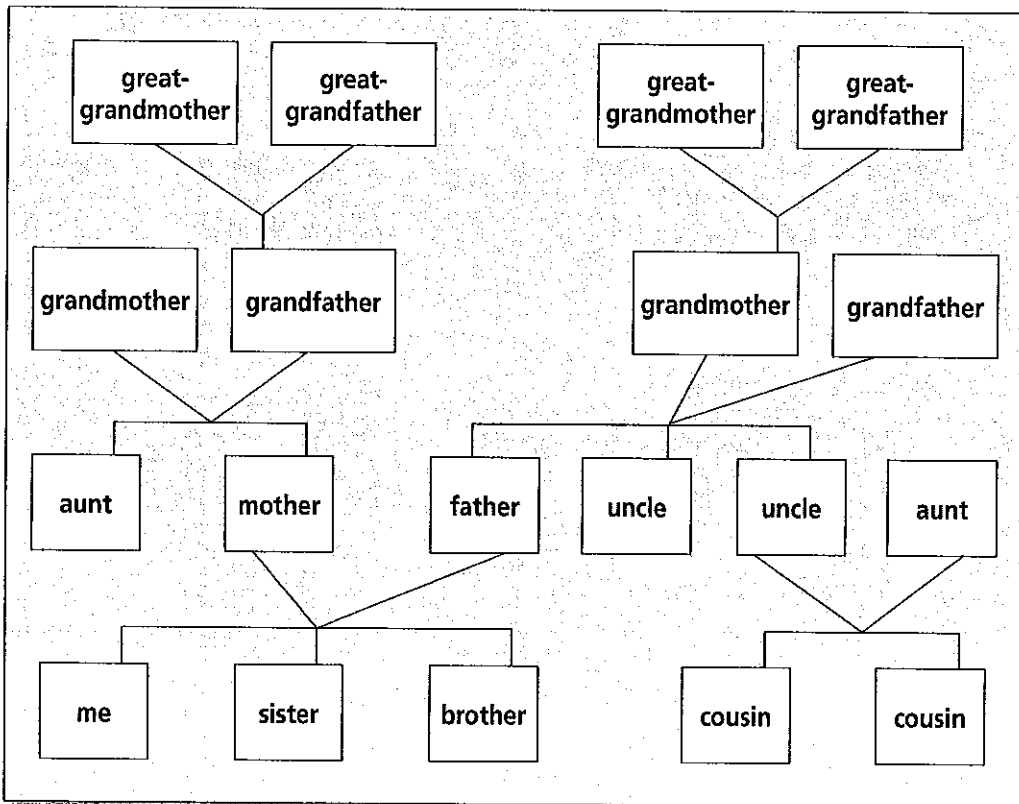 great-
grandmother
great-
grandfather
great-
grandmother
great-
grandfather
grandmother
grandfather
grandmother
grandfather
aunt
mother
father
uncle
uncle
aunt
me
sister
brother
cousin
cousin